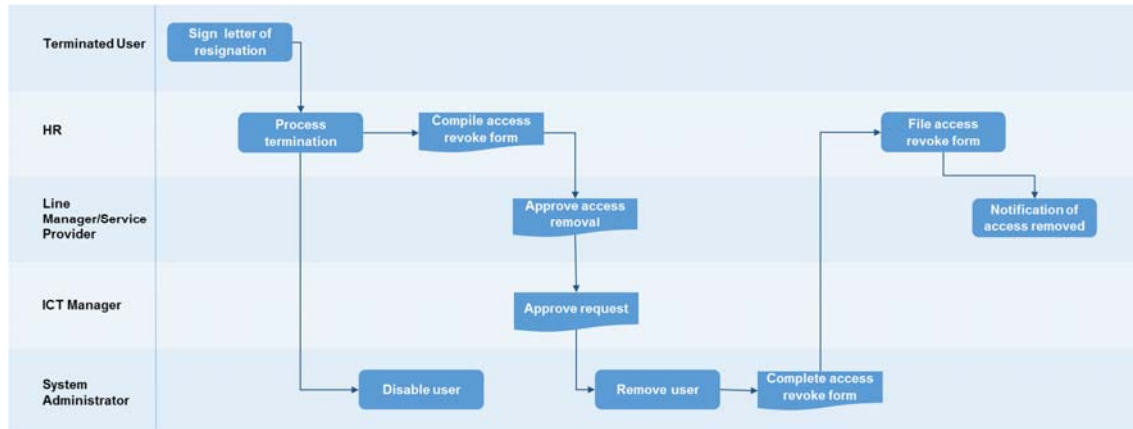 Terminated User
Sign letter of
resignation
HR
Process
termination
Compile access
revoke form
File access
revoke form
Line
Manager/Service
Provider
Approve access
removal
Notification of
access removed
ICT Manager
Approve request
System
Administrator
Disable user
Remove user
Complete access
revoke form